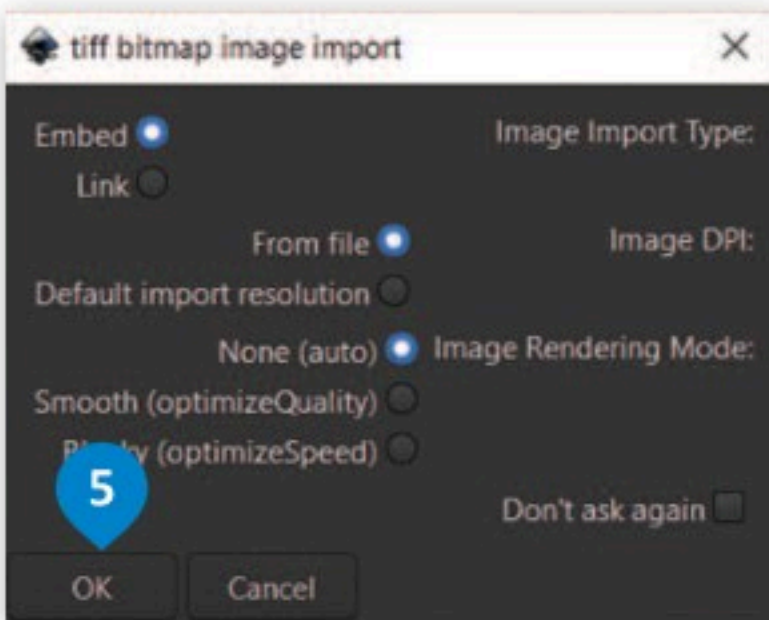 tiff bitmap image import
Image Import Type:
Embed
Link
Image DPI:
From file
Default import resolution
Image Rendering Mode:
None (auto)
Smooth (optimizeQuality)
(optimizeSpeed)
5
Don't ask again
OK
Cancel